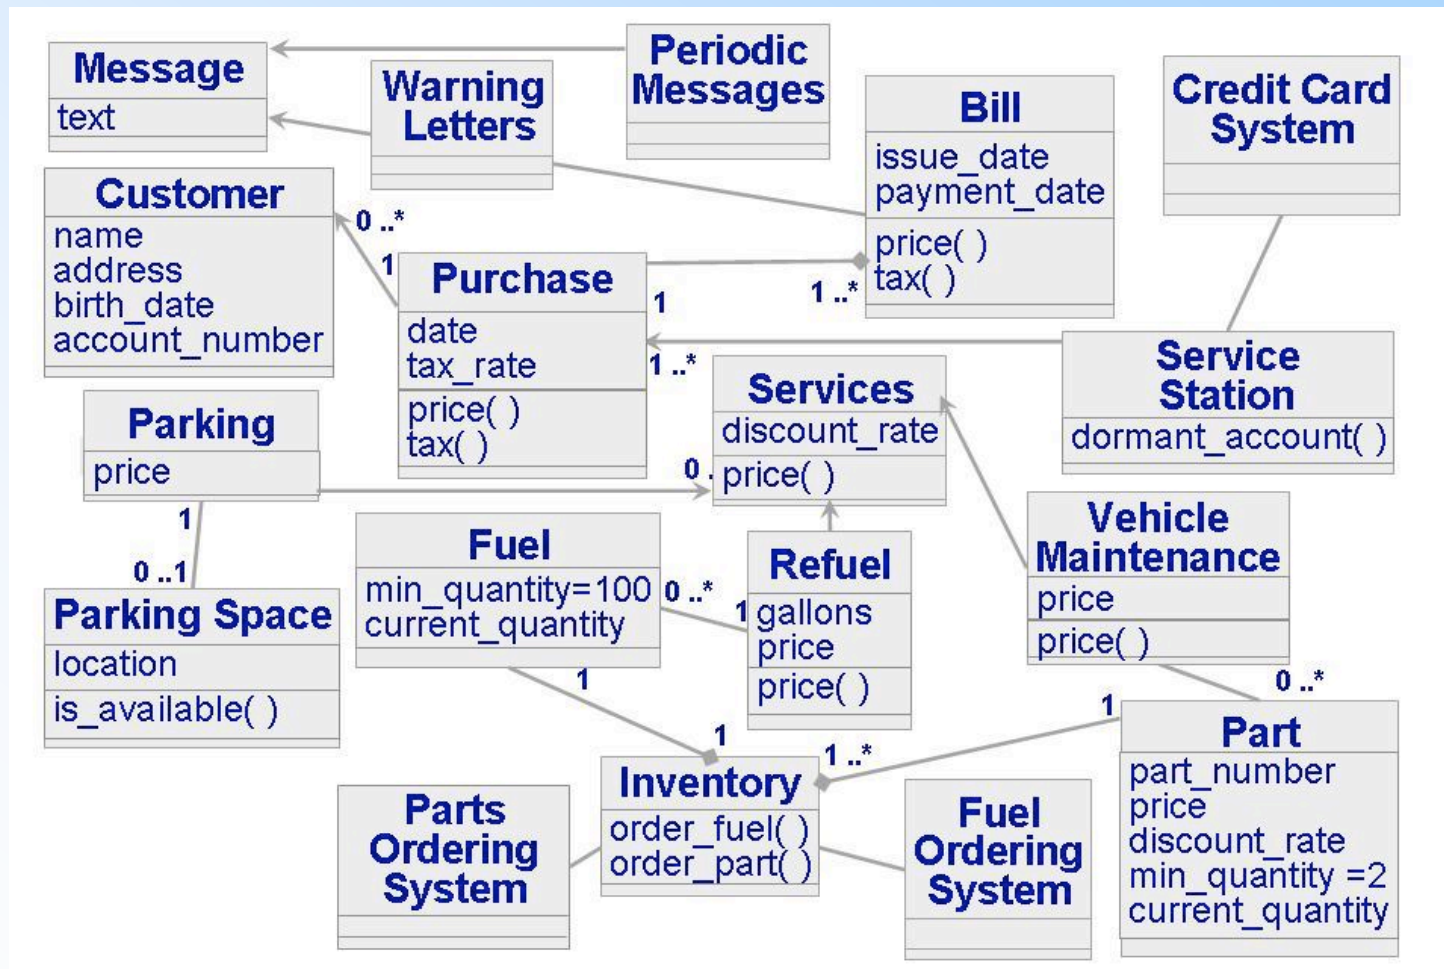 Message
text
Warning
Letters
Periodic
Messages
Bill
issue_date
payment_date
price( )
tax( )
Credit Card
System
Customer
name
address
birth_date
account_number
0 ..*
1
Purchase
date
tax_rate
price( )
tax( )
1
1 ..*
1 ..*
Service
Station
dormant_account( )
Services
discount_rate
price( )
0 .
Parking
price
1
0 ..1
Parking Space
location
is_available( )
Fuel
min_quantity=100
current_quantity
0 ..*
1
Refuel
gallons
price
price( )
Vehicle
Maintenance
price
price( )
0 ..*
1
1
1
1 ..*
Inventory
order_fuel( )
order_part( )
Parts
Ordering
System
Fuel
Ordering
System
Part
part_number
price
discount_rate
min_quantity =2
current_quantity